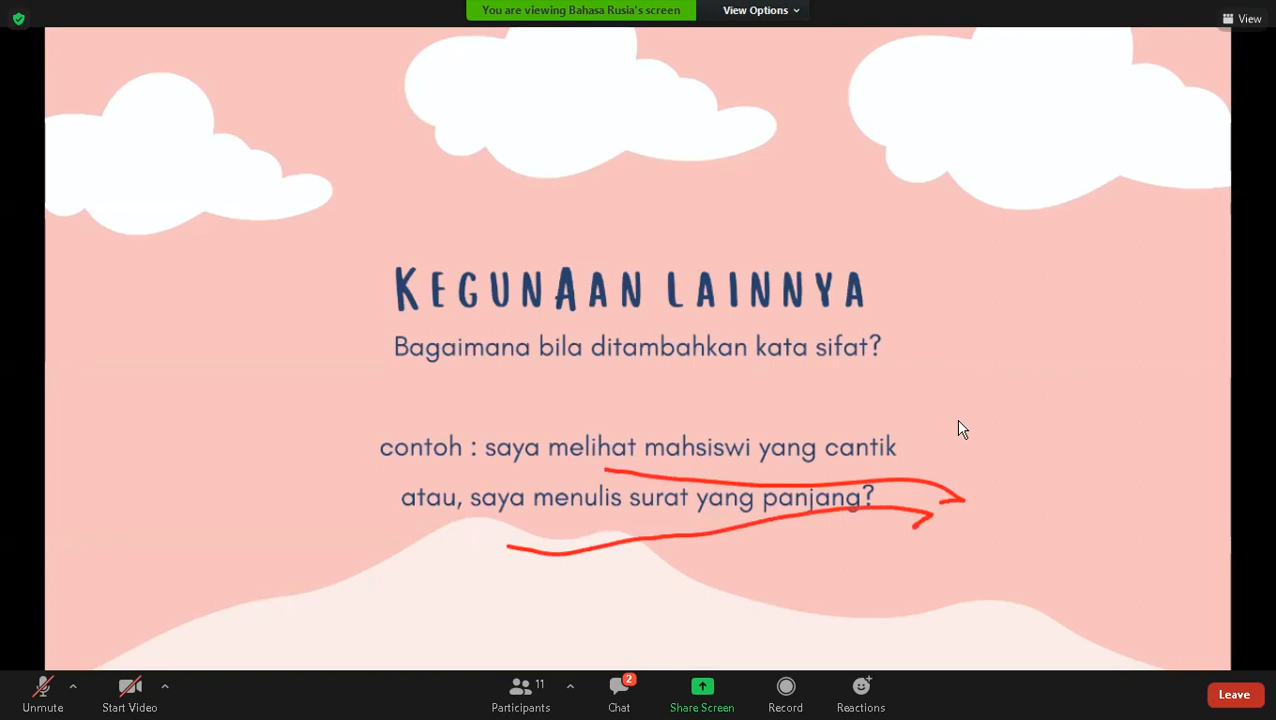 You are viewing Bahasa Rusia's screen
View Options
View
KEGUNAAN LAINNYA
Bagaimana bila ditambahkan kata sifat?
contoh : saya melihat mahsiswi yang cantik
atau, saya menulis surat yang panjang?
Unmute
Start Video
11
Participants
2
Chat
Share Screen
Record
Reactions
Leave